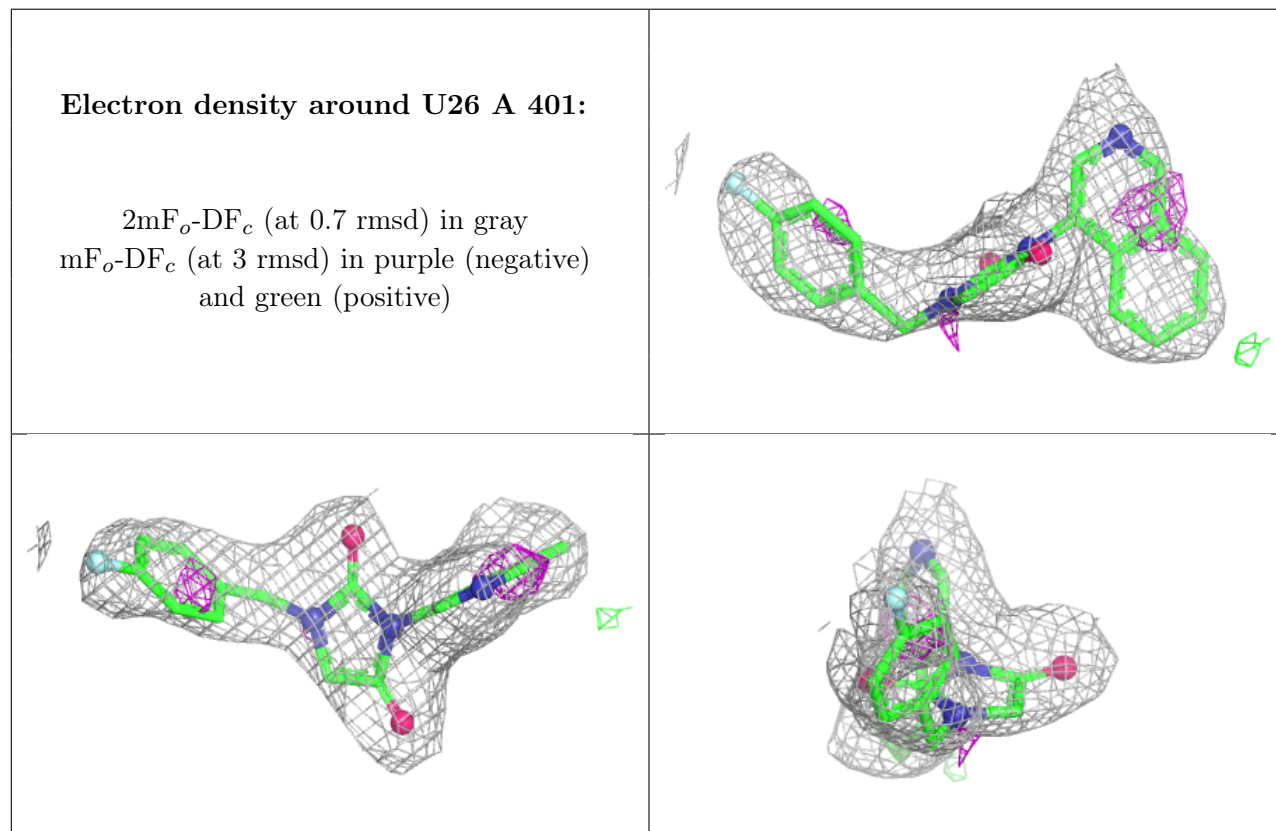 Electron density around U26 A 401:
2mFo-DFc (at 0.7 rmsd) in gray
mFo-DFc (at 3 rmsd) in purple (negative)
and green (positive)